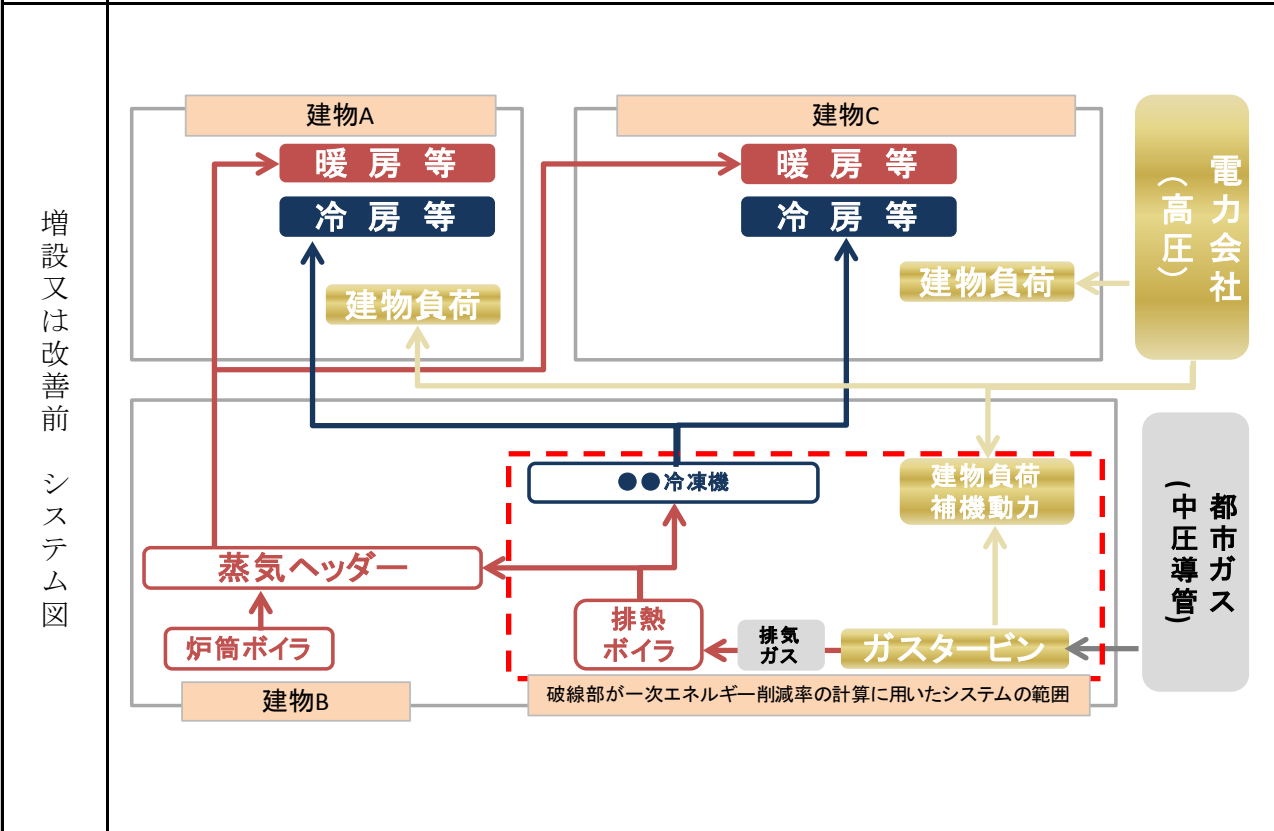 増設又は改善前　システム図
建物A
暖房等
冷房等
建物負荷
建物C
暖房等
冷房等
建物負荷
電力会社
(高圧)
●●冷凍機
建物負荷
補機動力
蒸気ヘッダー
炉筒ボイラ
排熱
ボイラ
排気
ガス
ガスタービン
都市ガス
(中圧導管)
建物B
破線部が一次エネルギー削減率の計算に用いたシステムの範囲